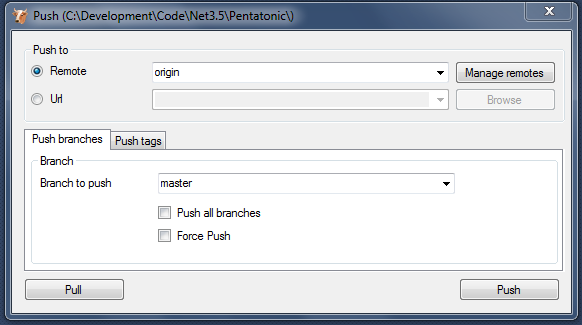 Push (C:\Development\Code\Net3.5\Pentatonic\)
Push to
Remote origin Manage remotes
Url Browse
Push branches Push tags
Branch
Branch to push master
Push all branches
Force Push
Pull Push